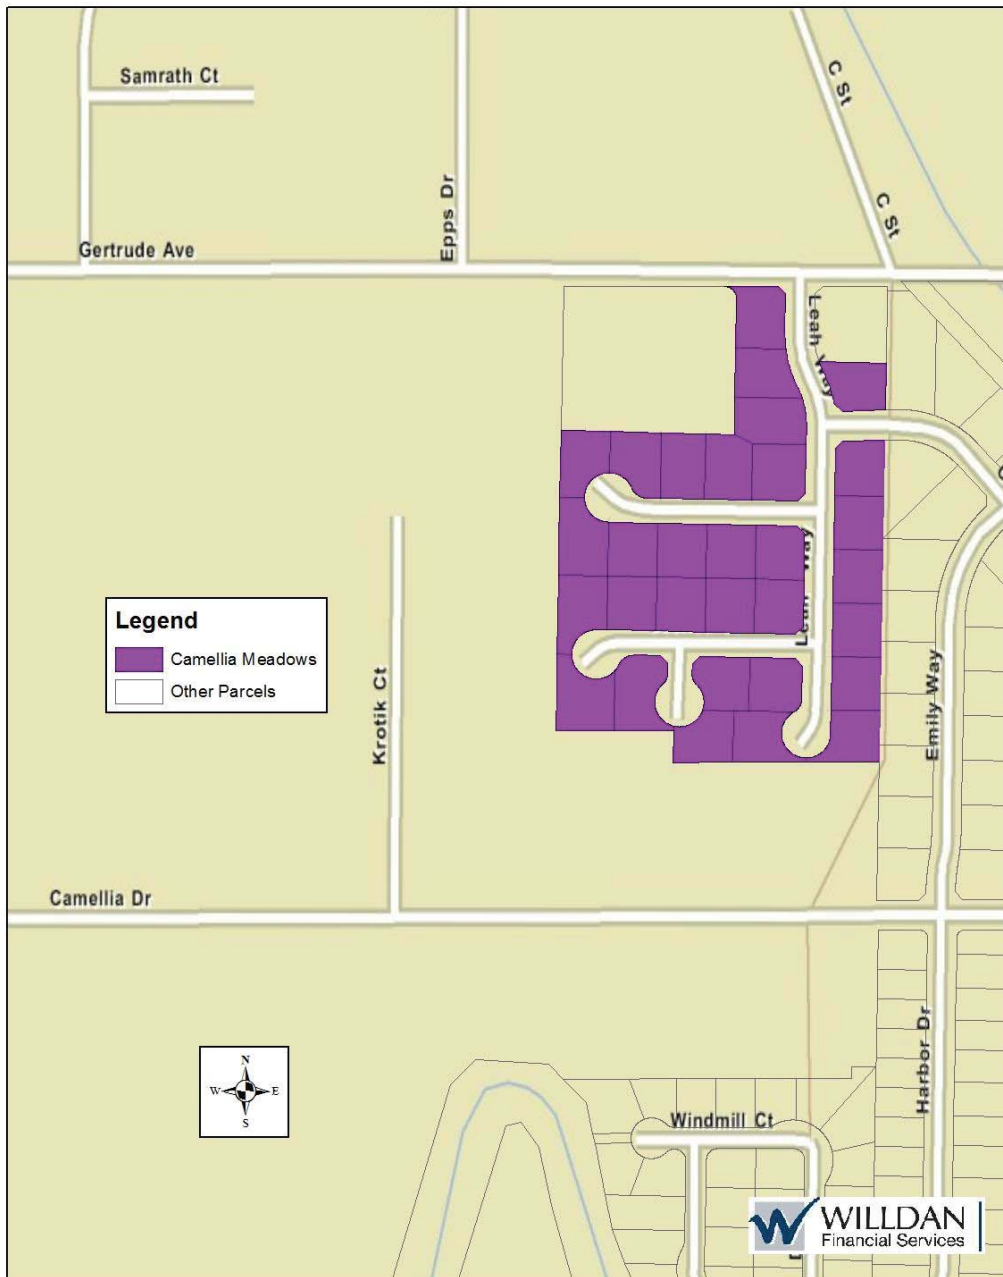 Samrath Ct
C St
Epps Dr
C St
Gertrude Ave
Leah Way
Leah Way
Legend
Camellia Meadows
Other Parcels
Krotik Ct
Emily Way
Camellia Dr
N
W E
S
Harbor Dr
Windmill Ct
WILLDAN
Financial Services